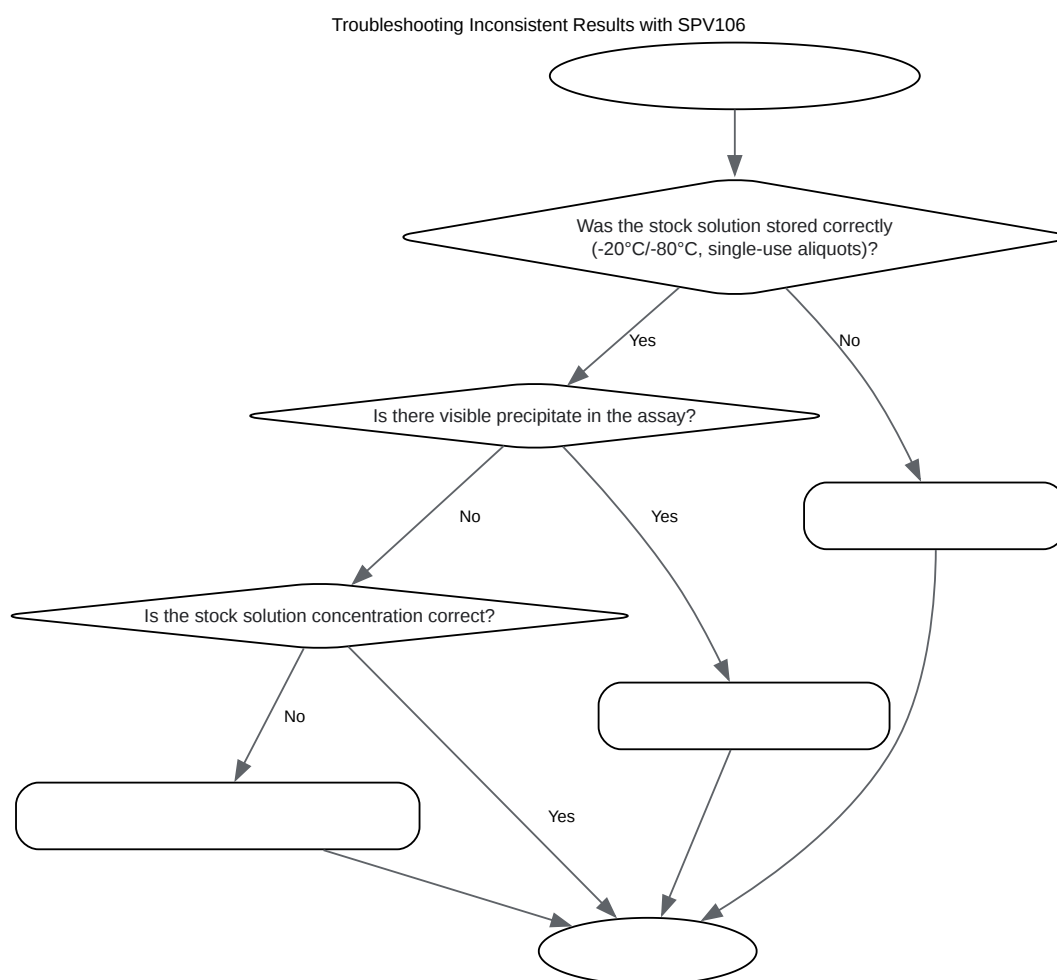 Troubleshooting Inconsistent Results with SPV106
Was the stock solution stored correctly
(-20°C/-80°C, single-use aliquots)?
Yes
No
Is there visible precipitate in the assay?
No
Yes
Is the stock solution concentration correct?
No
Yes